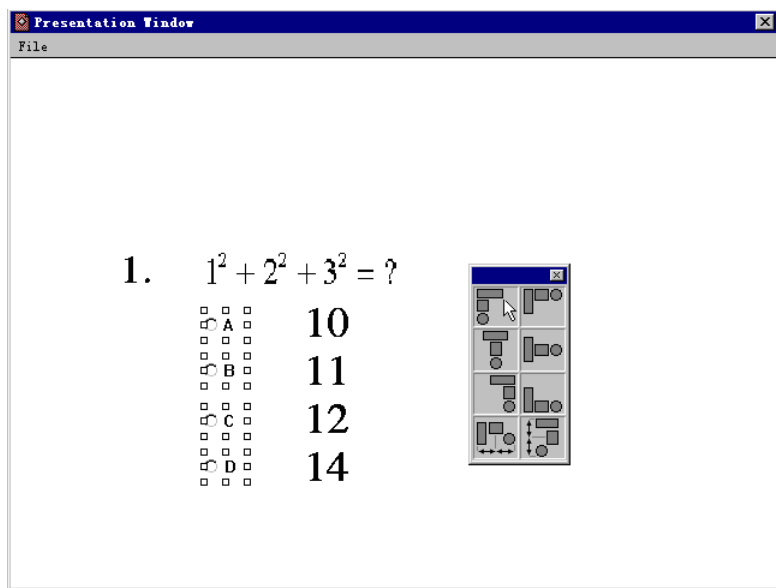 Presentation Window
File
1. 1² + 2² + 3² = ?
A 10
B 11
C 12
D 14